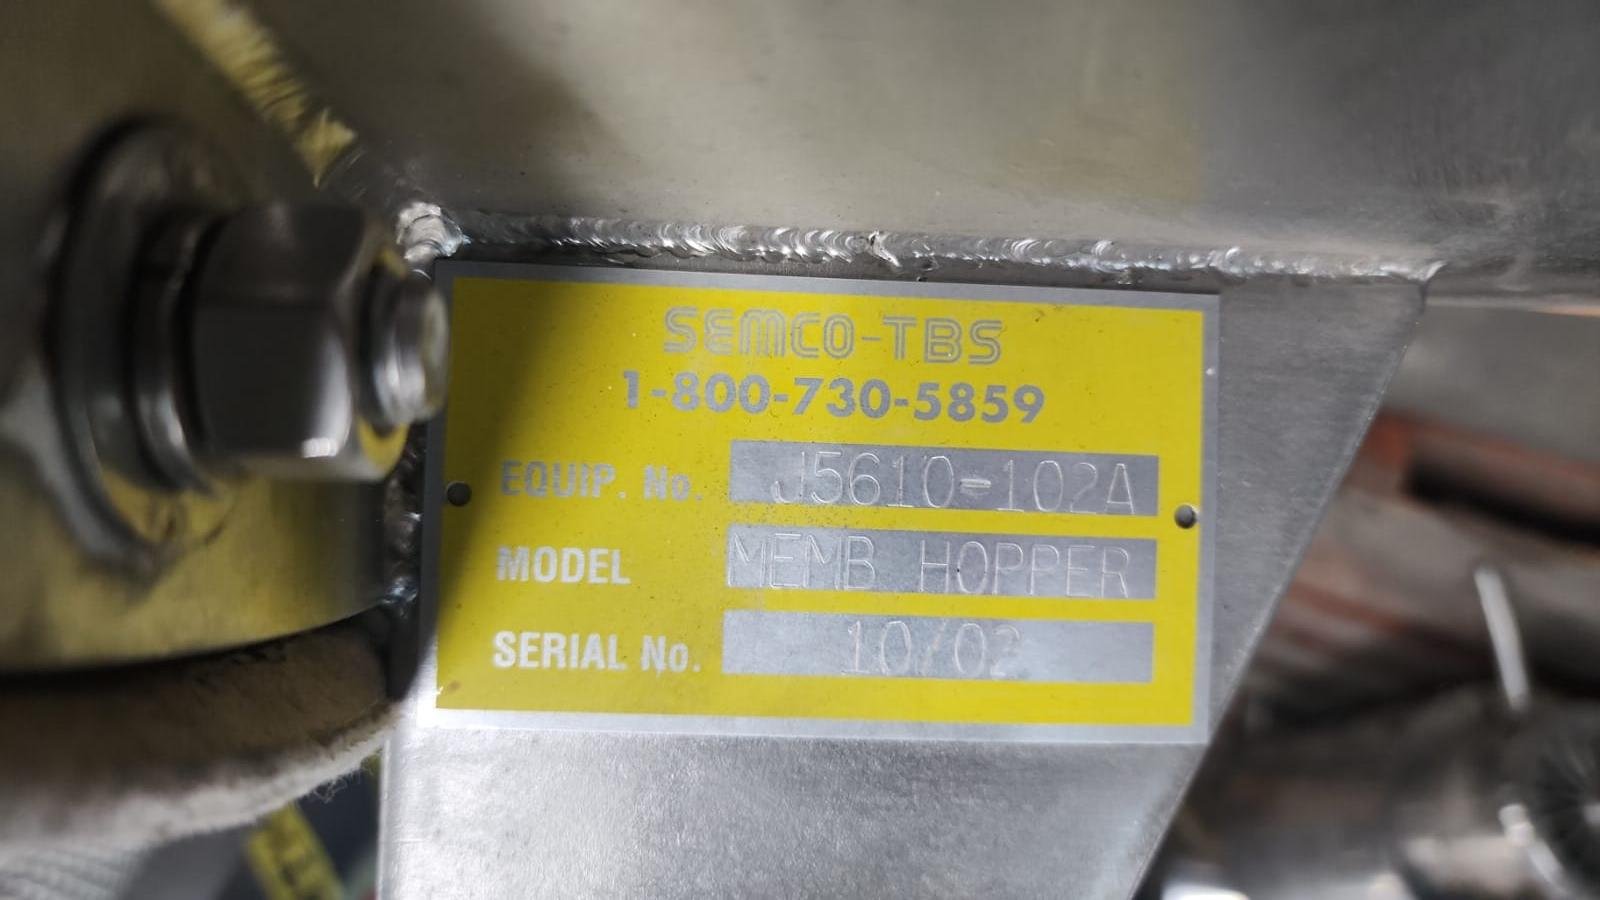 SEMCO-TBS
1-800-730-5859
EQUIP. No. J5610-102A
MODEL MEMB HOPPER
SERIAL No. 10/02